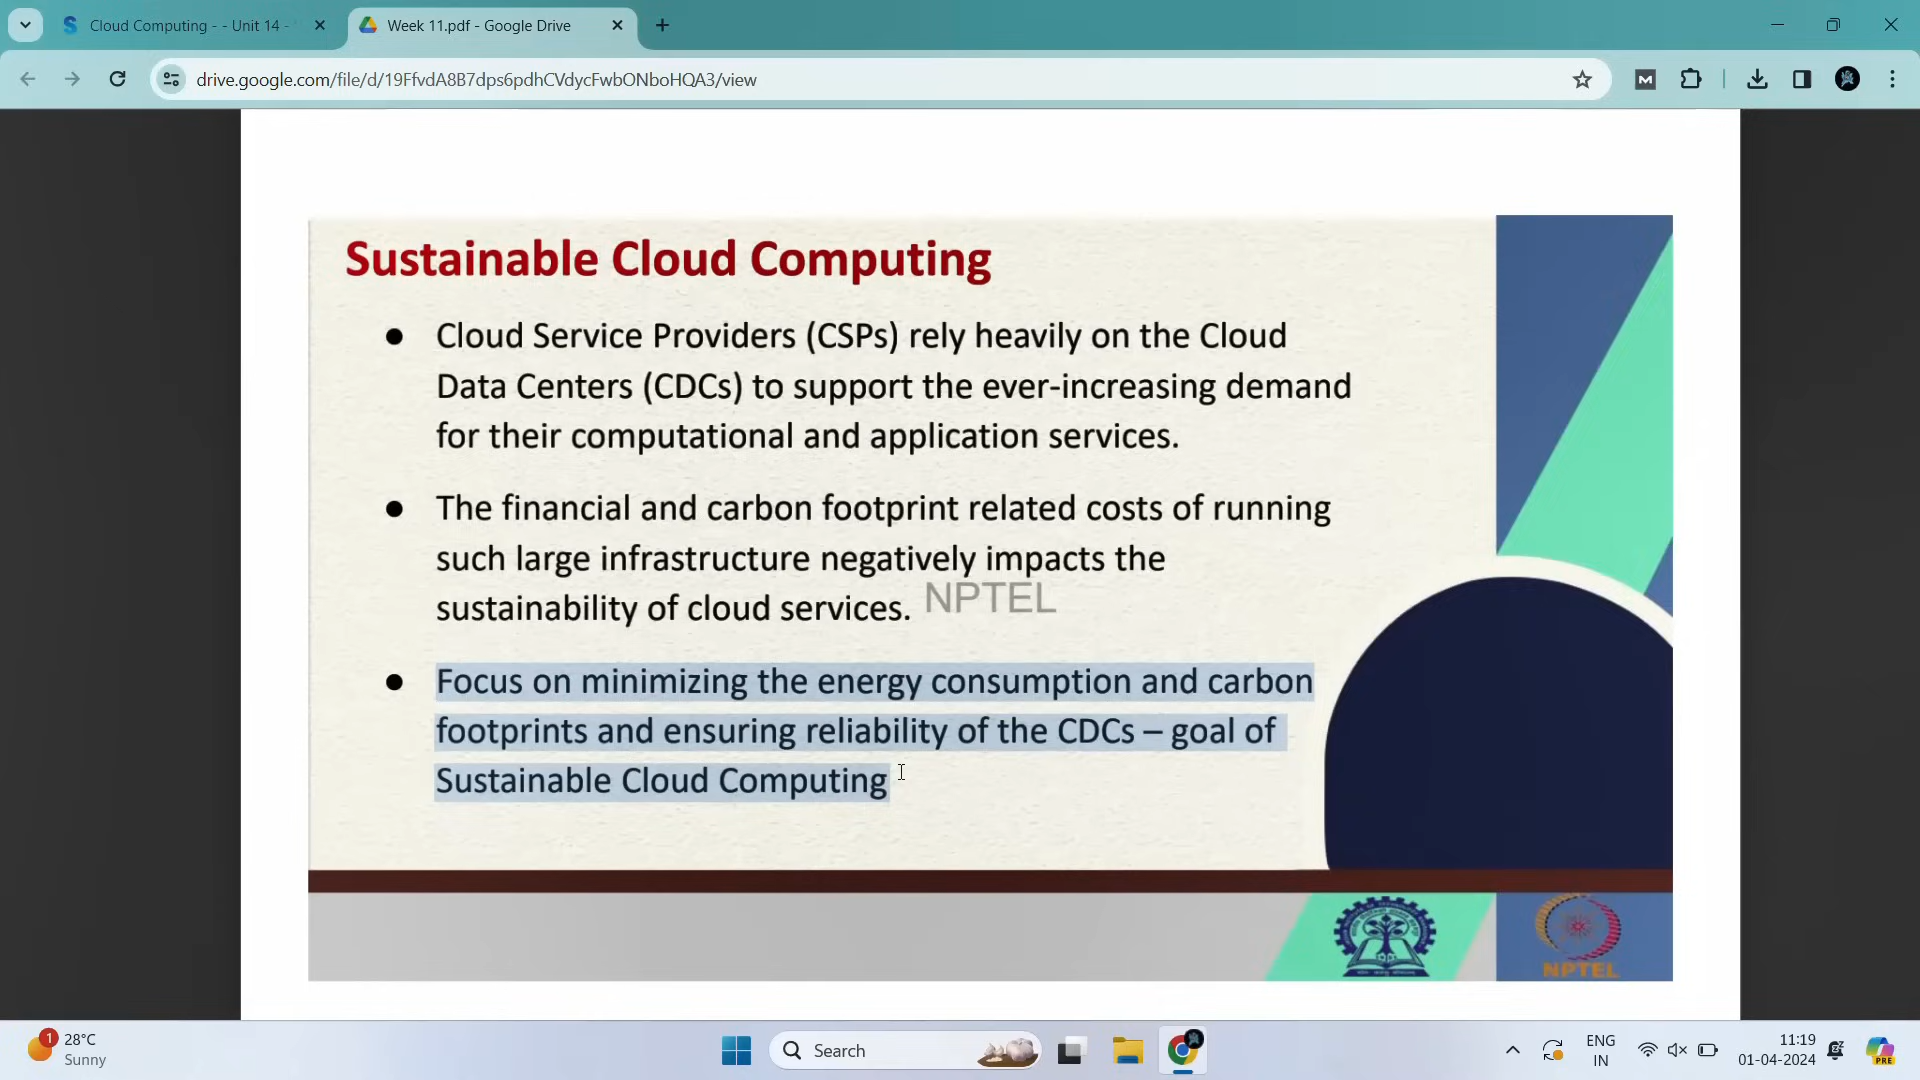 Cloud Computing - - Unit 14 -
Week 11.pdf - Google Drive
drive.google.com/file/d/19FfvdA8B7dps6pdhCVdycFwbONboHQA3/view
M
Sustainable Cloud Computing
● Cloud Service Providers (CSPs) rely heavily on the Cloud
Data Centers (CDCs) to support the ever-increasing demand
for their computational and application services.
● The financial and carbon footprint related costs of running
such large infrastructure negatively impacts the
sustainability of cloud services.
NPTEL
● Focus on minimizing the energy consumption and carbon
footprints and ensuring reliability of the CDCs – goal of
Sustainable Cloud Computing
NPTEL
1
28°C
Sunny
Search
ENG
IN
11:19
01-04-2024
PRE